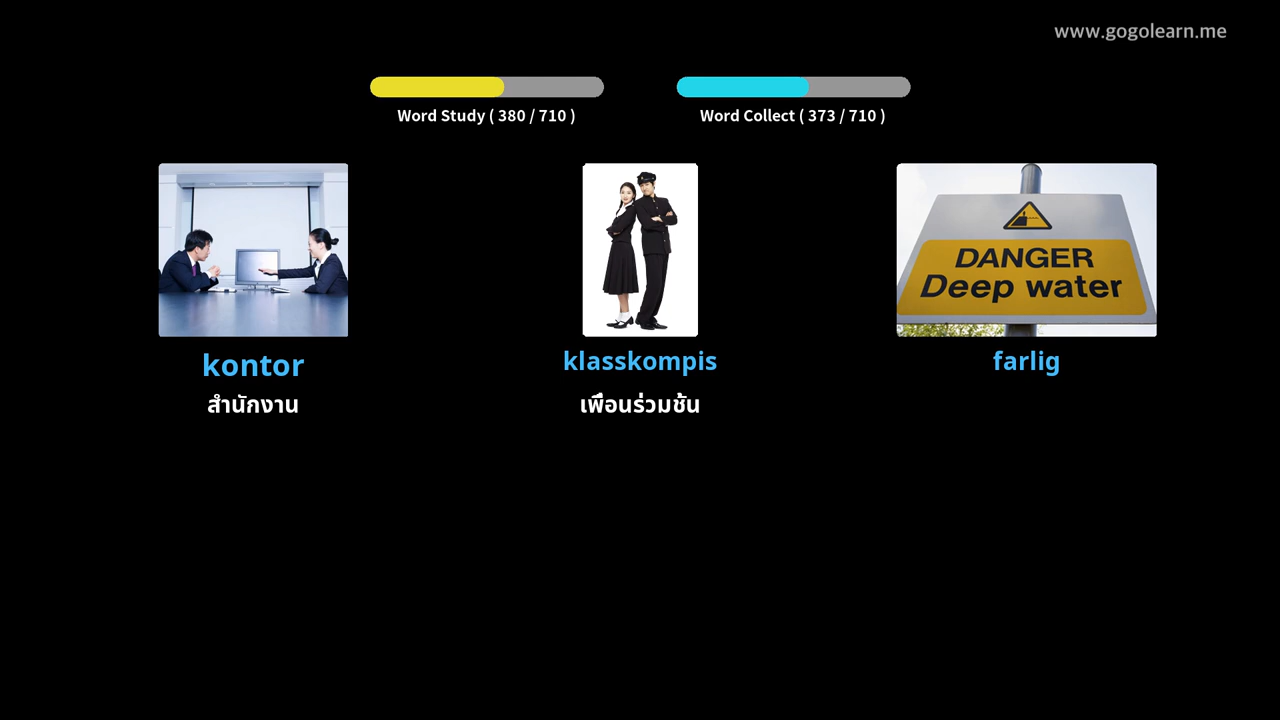 www.gogolearn.me
Word Study ( 380 / 710 )
Word Collect ( 373 / 710 )
DANGER
Deep water
kontor
klasskompis
farlig
สำนักงาน
เพื่อนร่วมชั้น